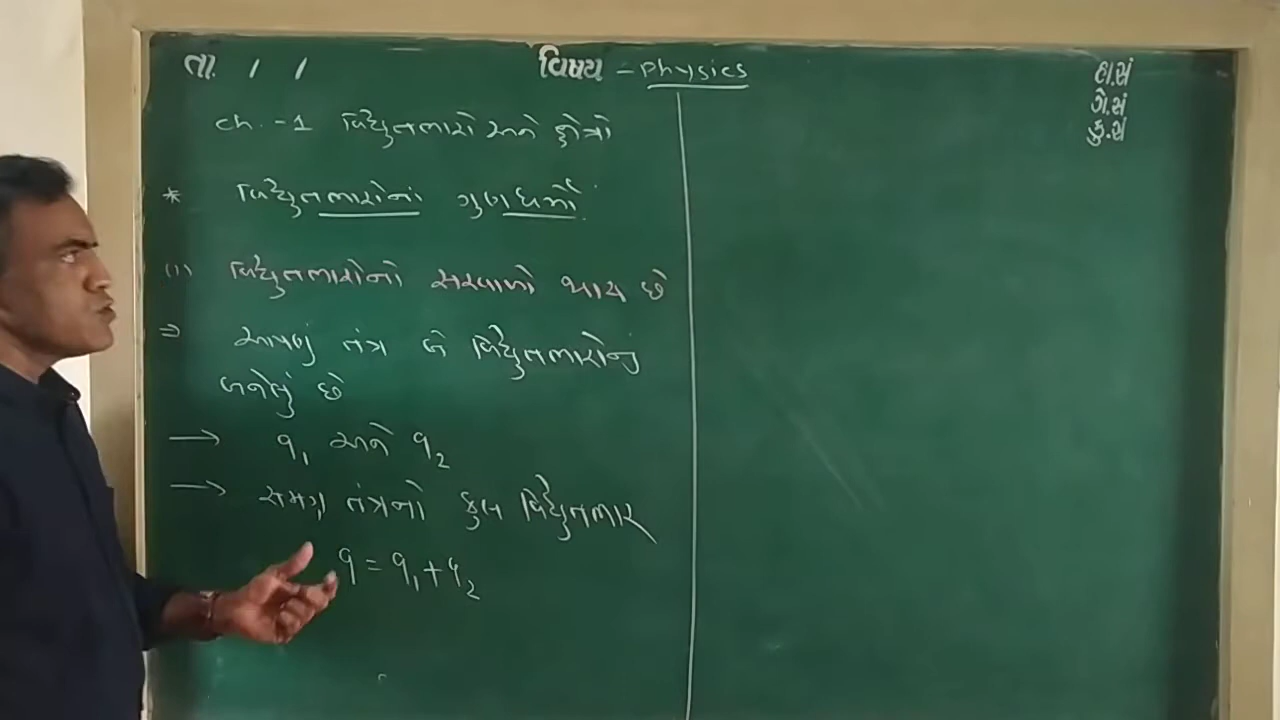 તા. / /
વિષય - Physics
હા.સં
ગે.સં
કુ.સં
ch. -1 વિદ્યુતભારો અને ક્ષેત્રો
* વિદ્યુતભારોનાં ગુણધર્મો
(1) વિદ્યુતભારોનો સરવાળો થાય છે
⇒ આપણું તંત્ર બે વિદ્યુતભારોનું
બનેલું છે
→ q₁ અને q₂
→ સમગ્ર તંત્રનો કુલ વિદ્યુતભાર
q = q₁ + q₂